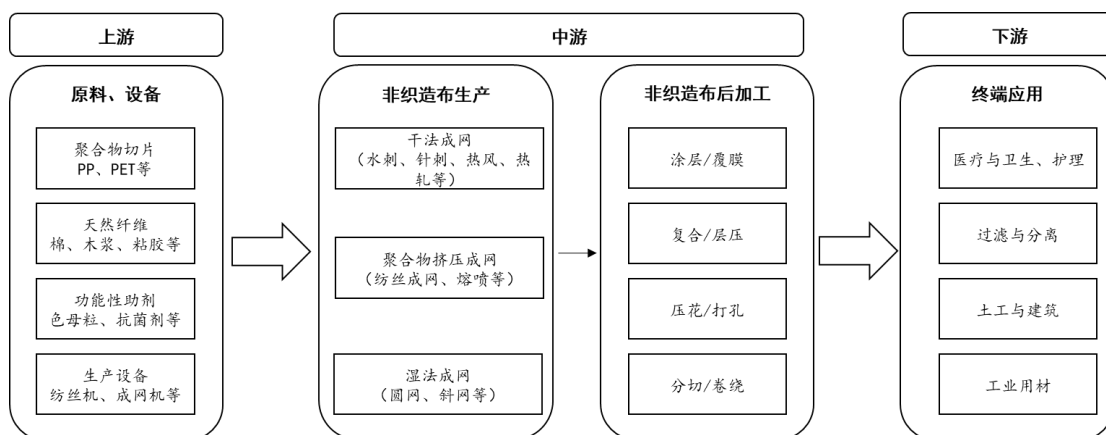 上游
原料、设备
聚合物切片
PP、PET等
天然纤维
棉、木浆、粘胶等
功能性助剂
色母粒、抗菌剂等
生产设备
纺丝机、成网机等
中游
非织造布生产
干法成网
（水刺、针刺、热风、热
轧等）
聚合物挤压成网
（纺丝成网、熔喷等）
湿法成网
（圆网、斜网等）
非织造布后加工
涂层/覆膜
复合/层压
压花/打孔
分切/卷绕
下游
终端应用
医疗与卫生、护理
过滤与分离
土工与建筑
工业用材